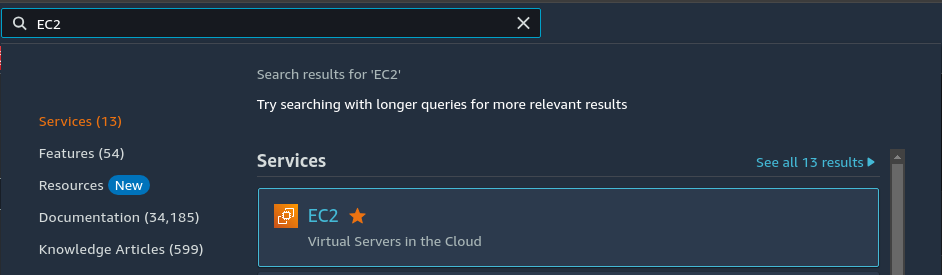 EC2
Search results for 'EC2'
Try searching with longer queries for more relevant results
Services (13)
Features (54)
Resources New
Documentation (34,185)
Knowledge Articles (599)
Services
See all 13 results
EC2
Virtual Servers in the Cloud